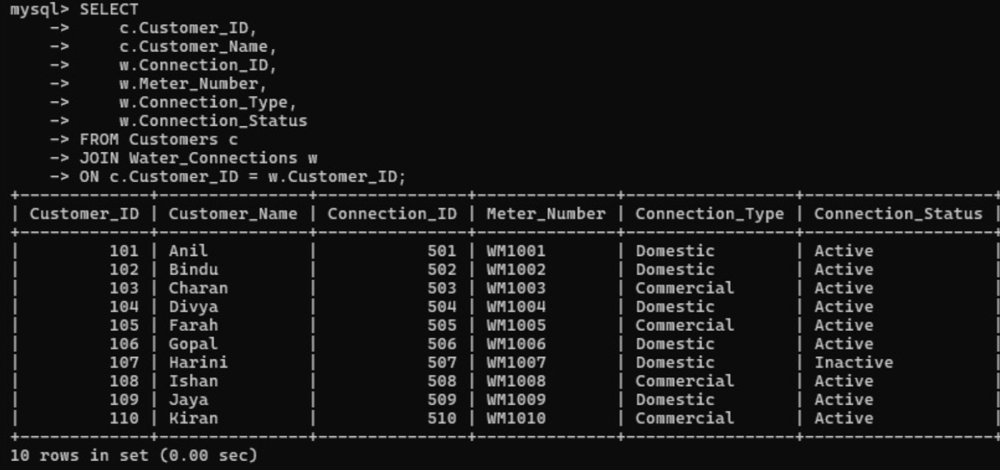 mysql> SELECT
    ->     c.Customer_ID,
    ->     c.Customer_Name,
    ->     w.Connection_ID,
    ->     w.Meter_Number,
    ->     w.Connection_Type,
    ->     w.Connection_Status
    -> FROM Customers c
    -> JOIN Water_Connections w
    -> ON c.Customer_ID = w.Customer_ID;
+-------------+---------------+---------------+--------------+-----------------+-------------------+
| Customer_ID | Customer_Name | Connection_ID | Meter_Number | Connection_Type | Connection_Status |
+-------------+---------------+---------------+--------------+-----------------+-------------------+
|         101 | Anil          |           501 | WM1001       | Domestic        | Active            |
|         102 | Bindu         |           502 | WM1002       | Domestic        | Active            |
|         103 | Charan        |           503 | WM1003       | Commercial      | Active            |
|         104 | Divya         |           504 | WM1004       | Domestic        | Active            |
|         105 | Farah         |           505 | WM1005       | Commercial      | Active            |
|         106 | Gopal         |           506 | WM1006       | Domestic        | Active            |
|         107 | Harini        |           507 | WM1007       | Domestic        | Inactive          |
|         108 | Ishan         |           508 | WM1008       | Commercial      | Active            |
|         109 | Jaya          |           509 | WM1009       | Domestic        | Active            |
|         110 | Kiran         |           510 | WM1010       | Commercial      | Active            |
+-------------+---------------+---------------+--------------+-----------------+-------------------+
10 rows in set (0.00 sec)